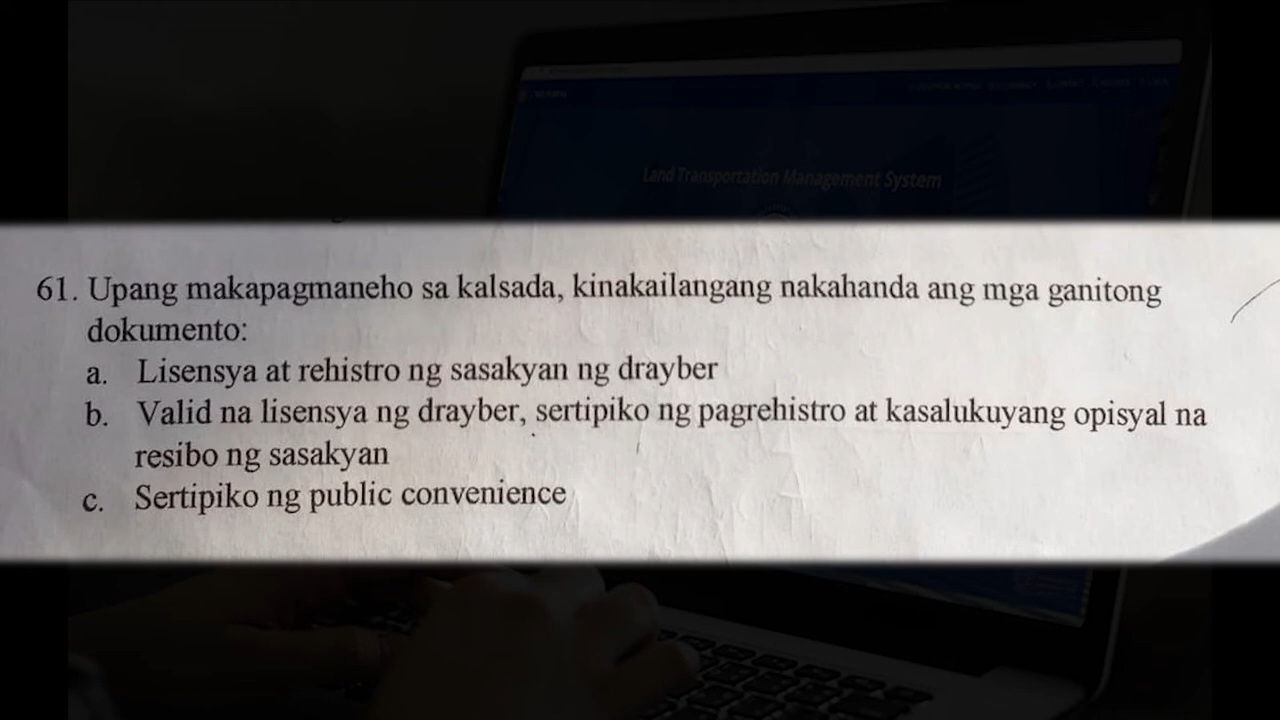 Land Transportation Management System
61. Upang makapagmaneho sa kalsada, kinakailangang nakahanda ang mga ganitong
dokumento:
a. Lisensya at rehistro ng sasakyan ng drayber
b. Valid na lisensya ng drayber, sertipiko ng pagrehistro at kasalukuyang opisyal na
resibo ng sasakyan
c. Sertipiko ng public convenience